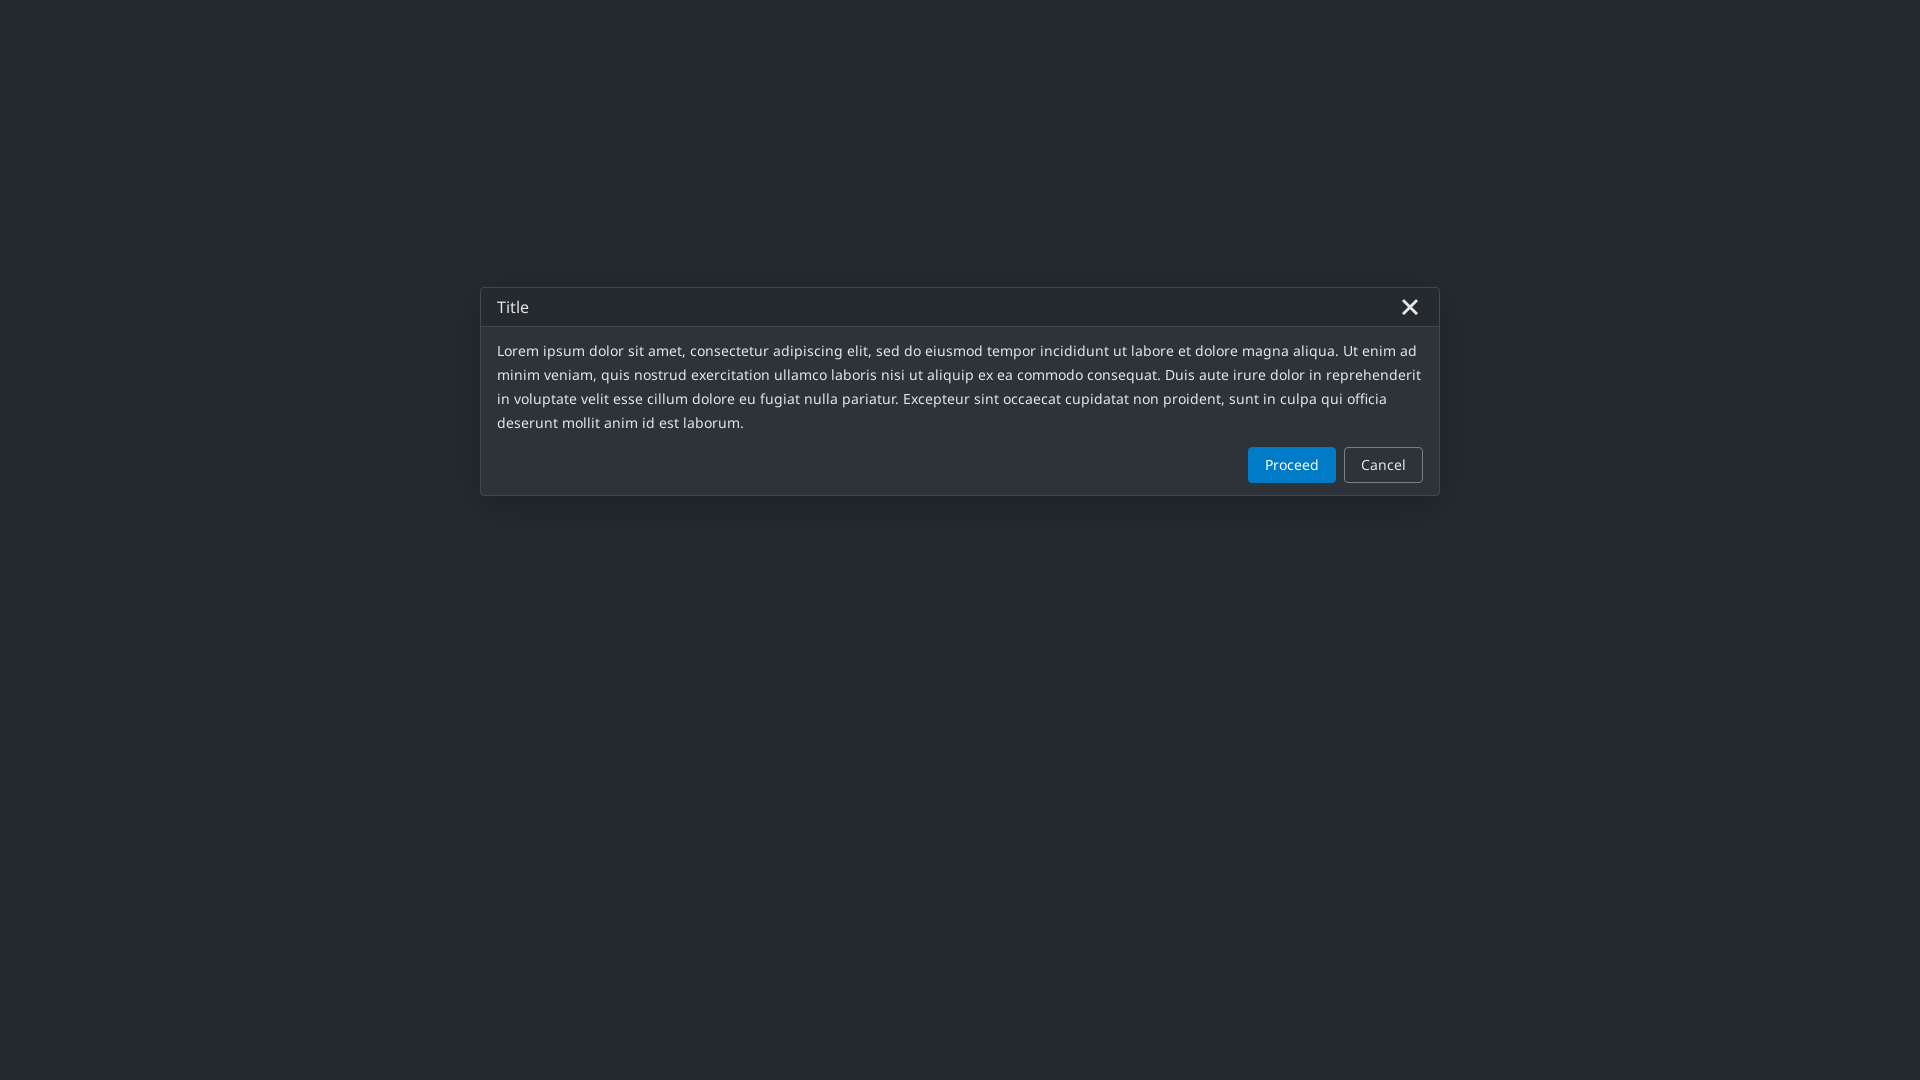 Title
Lorem ipsum dolor sit amet, consectetur adipiscing elit, sed do eiusmod tempor incididunt ut labore et dolore magna aliqua. Ut enim ad
minim veniam, quis nostrud exercitation ullamco laboris nisi ut aliquip ex ea commodo consequat. Duis aute irure dolor in reprehenderit
in voluptate velit esse cillum dolore eu fugiat nulla pariatur. Excepteur sint occaecat cupidatat non proident, sunt in culpa qui officia
deserunt mollit anim id est laborum.
Proceed Cancel